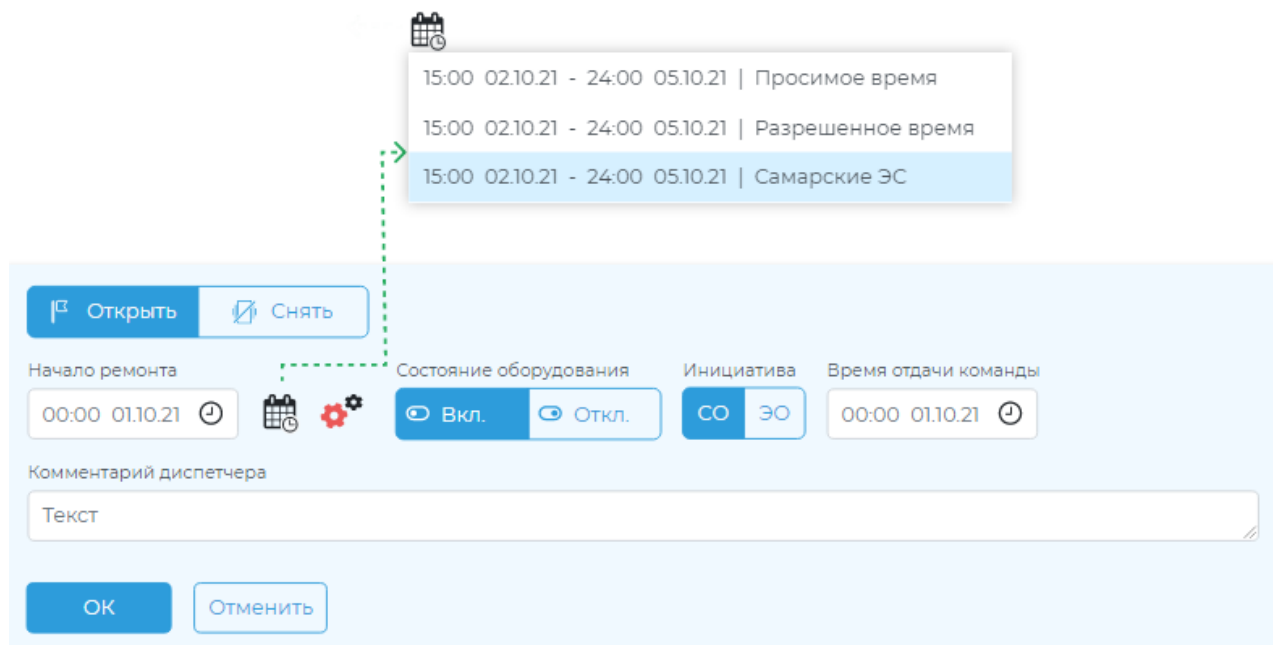 15:00 02.10.21 - 24:00 05.10.21 | Просимое время
15:00 02.10.21 - 24:00 05.10.21 | Разрешенное время
15:00 02.10.21 - 24:00 05.10.21 | Самарские ЭС
Открыть Снять
Начало ремонта Состояние оборудования Инициатива Время отдачи команды
00:00 01.10.21 Вкл. Откл. СО ЭО 00:00 01.10.21
Комментарий диспетчера
Текст
ОК Отменить